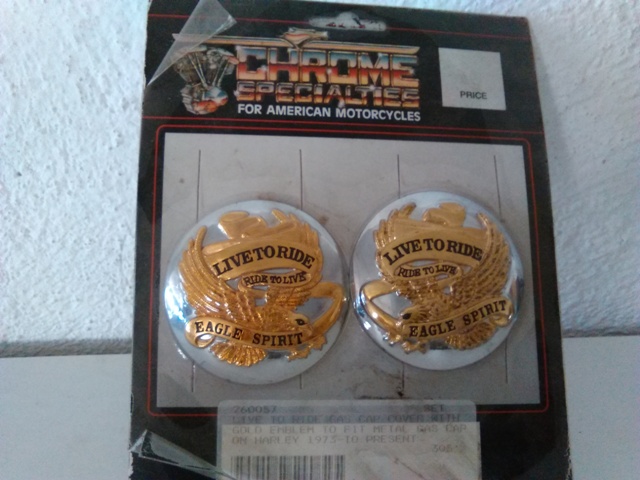 CHROME
SPECIALTIES
FOR AMERICAN MOTORCYCLES
PRICE
LIVE TO RIDE
RIDE TO LIVE
EAGLE SPIRIT
LIVE TO RIDE
RIDE TO LIVE
EAGLE SPIRIT
260057 SET
LIVE TO RIDE GAS CAP COVER WITH
GOLD EMBLEM TO FIT METAL GAS CAP
ON HARLEY 1973-TO PRESENT